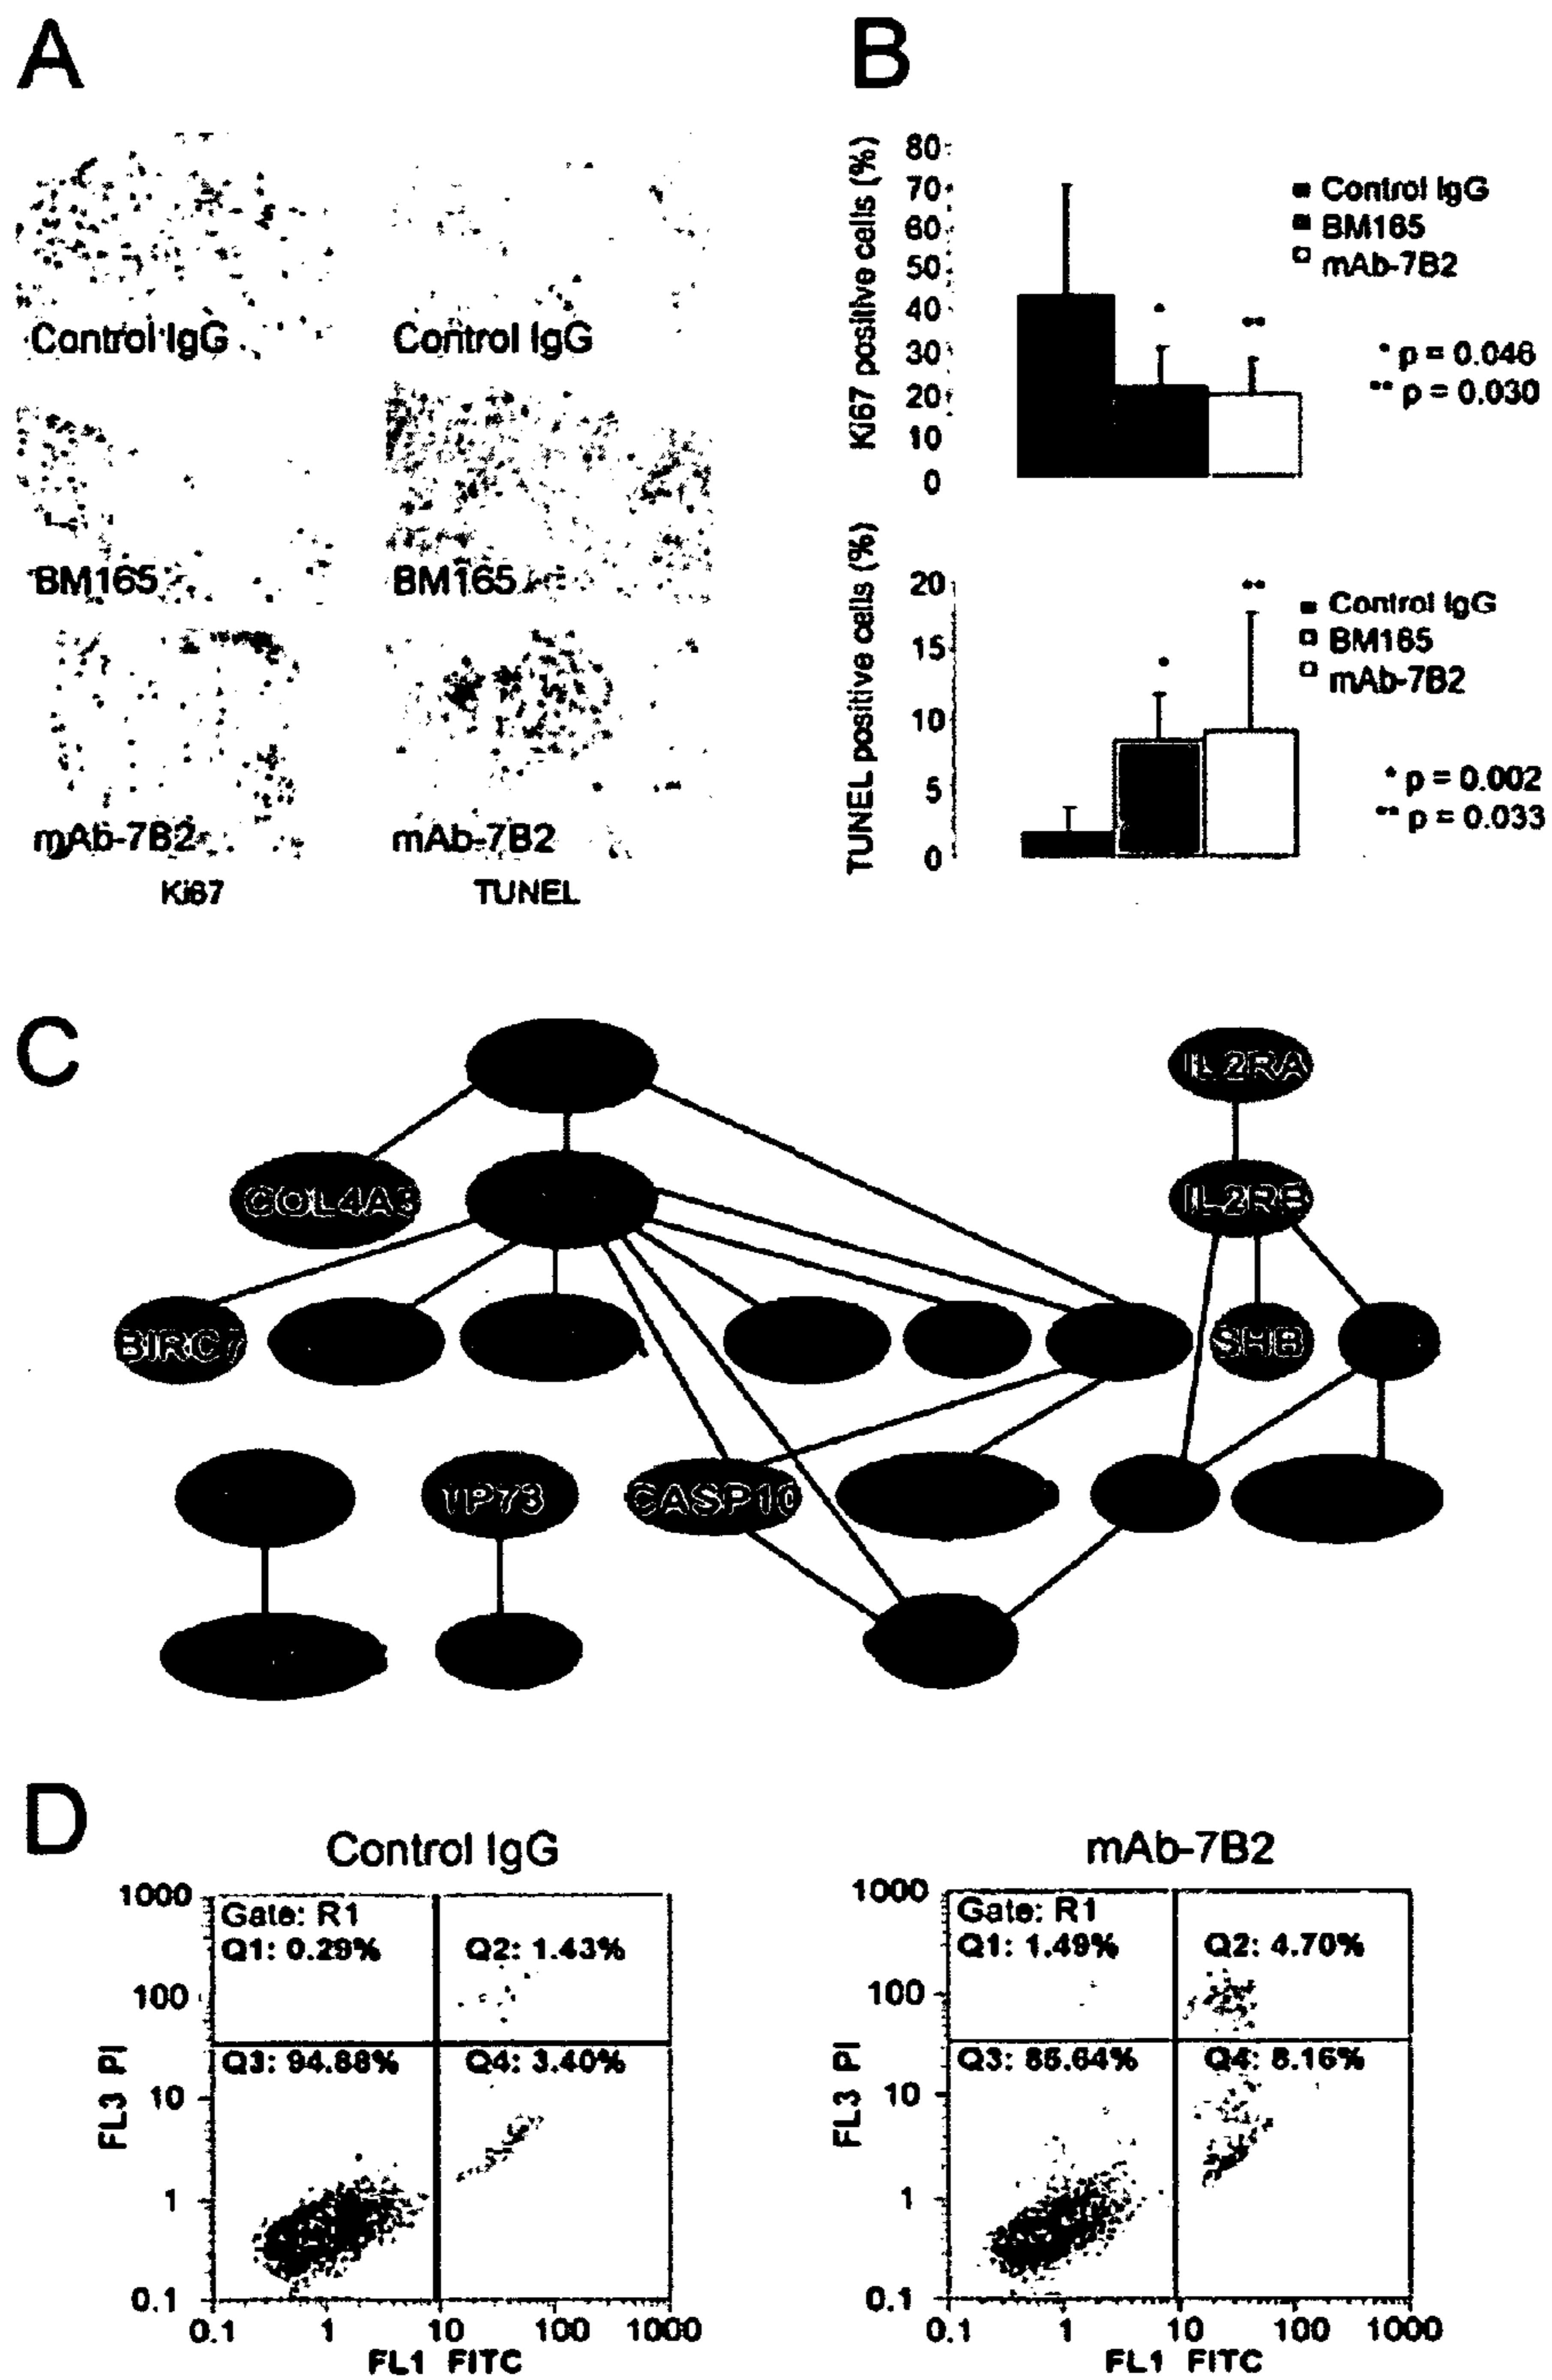 A
Control IgG
Control IgG
BM165
BM165
mAb-7B2
mAb-7B2
Ki67
TUNEL
B
Ki67 positive cells (%)
80
70
60
50
40
30
20
10
0
Control IgG
BM165
mAb-7B2
*
**
* p = 0.046
** p = 0.030
TUNEL positive cells (%)
20
15
10
5
0
Control IgG
BM165
mAb-7B2
*
**
* p = 0.002
** p = 0.033
C
IL2RA
COL4A3
IL2RB
BIRC7
SHB
TP73
CASP10
D
Control IgG
1000
100
10
1
0.1
FL3 PI
Gate: R1
Q1: 0.29%
Q2: 1.43%
Q3: 94.88%
Q4: 3.40%
0.1
1
10
100
1000
FL1 FITC
mAb-7B2
1000
100
10
1
0.1
FL3 PI
Gate: R1
Q1: 1.49%
Q2: 4.70%
Q3: 85.64%
Q4: 8.16%
0.1
1
10
100
1000
FL1 FITC